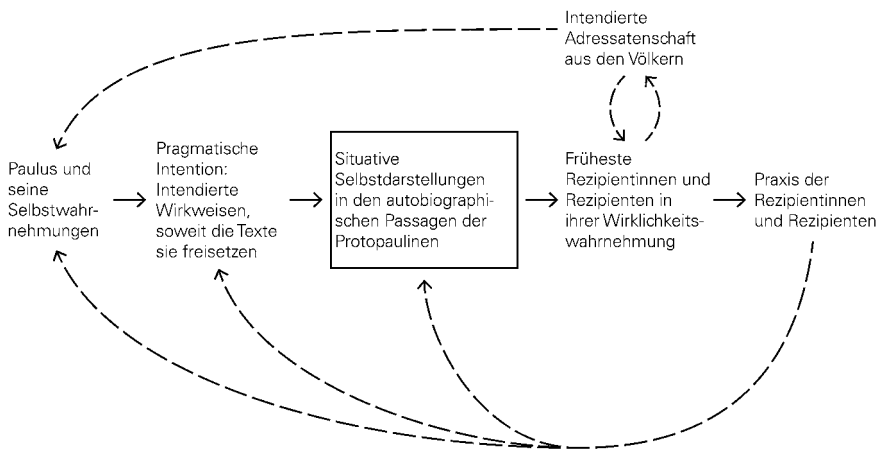 Intendierte
Adressatenschaft
aus den Völkern
Paulus und
seine
Selbstwahr-
nehmungen
Pragmatische
Intention:
Intendierte
Wirkweisen,
soweit die Texte
sie freisetzen
Situative
Selbstdarstellungen
in den autobiographi-
schen Passagen der
Protopaulinen
Früheste
Rezipientinnen und
Rezipienten in
ihrer Wirklichkeits-
wahrnehmung
Praxis der
Rezipientinnen
und Rezipienten